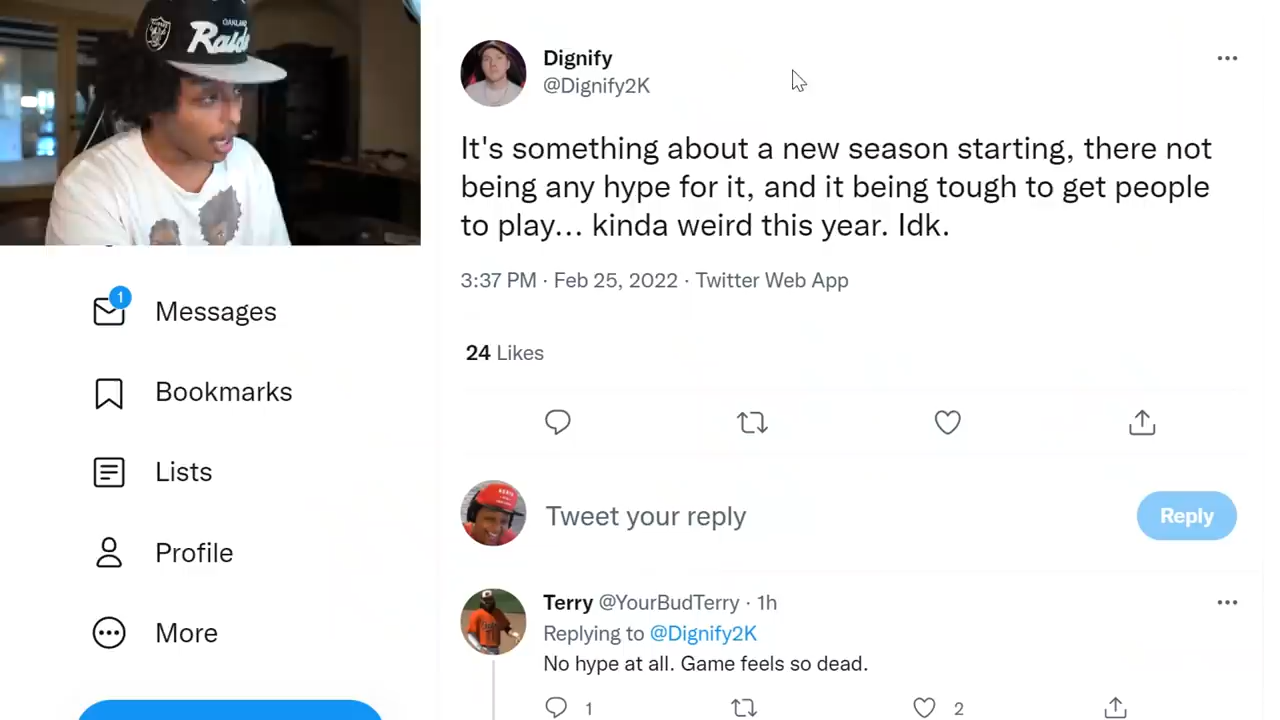 OAKLAND
Raide
Dignify
@Dignify2K
It's something about a new season starting, there not
being any hype for it, and it being tough to get people
to play... kinda weird this year. Idk.
3:37 PM · Feb 25, 2022 · Twitter Web App
24 Likes
Tweet your reply
Reply
Terry @YourBudTerry · 1h
Replying to @Dignify2K
No hype at all. Game feels so dead.
1
2
1
Messages
Bookmarks
Lists
Profile
More